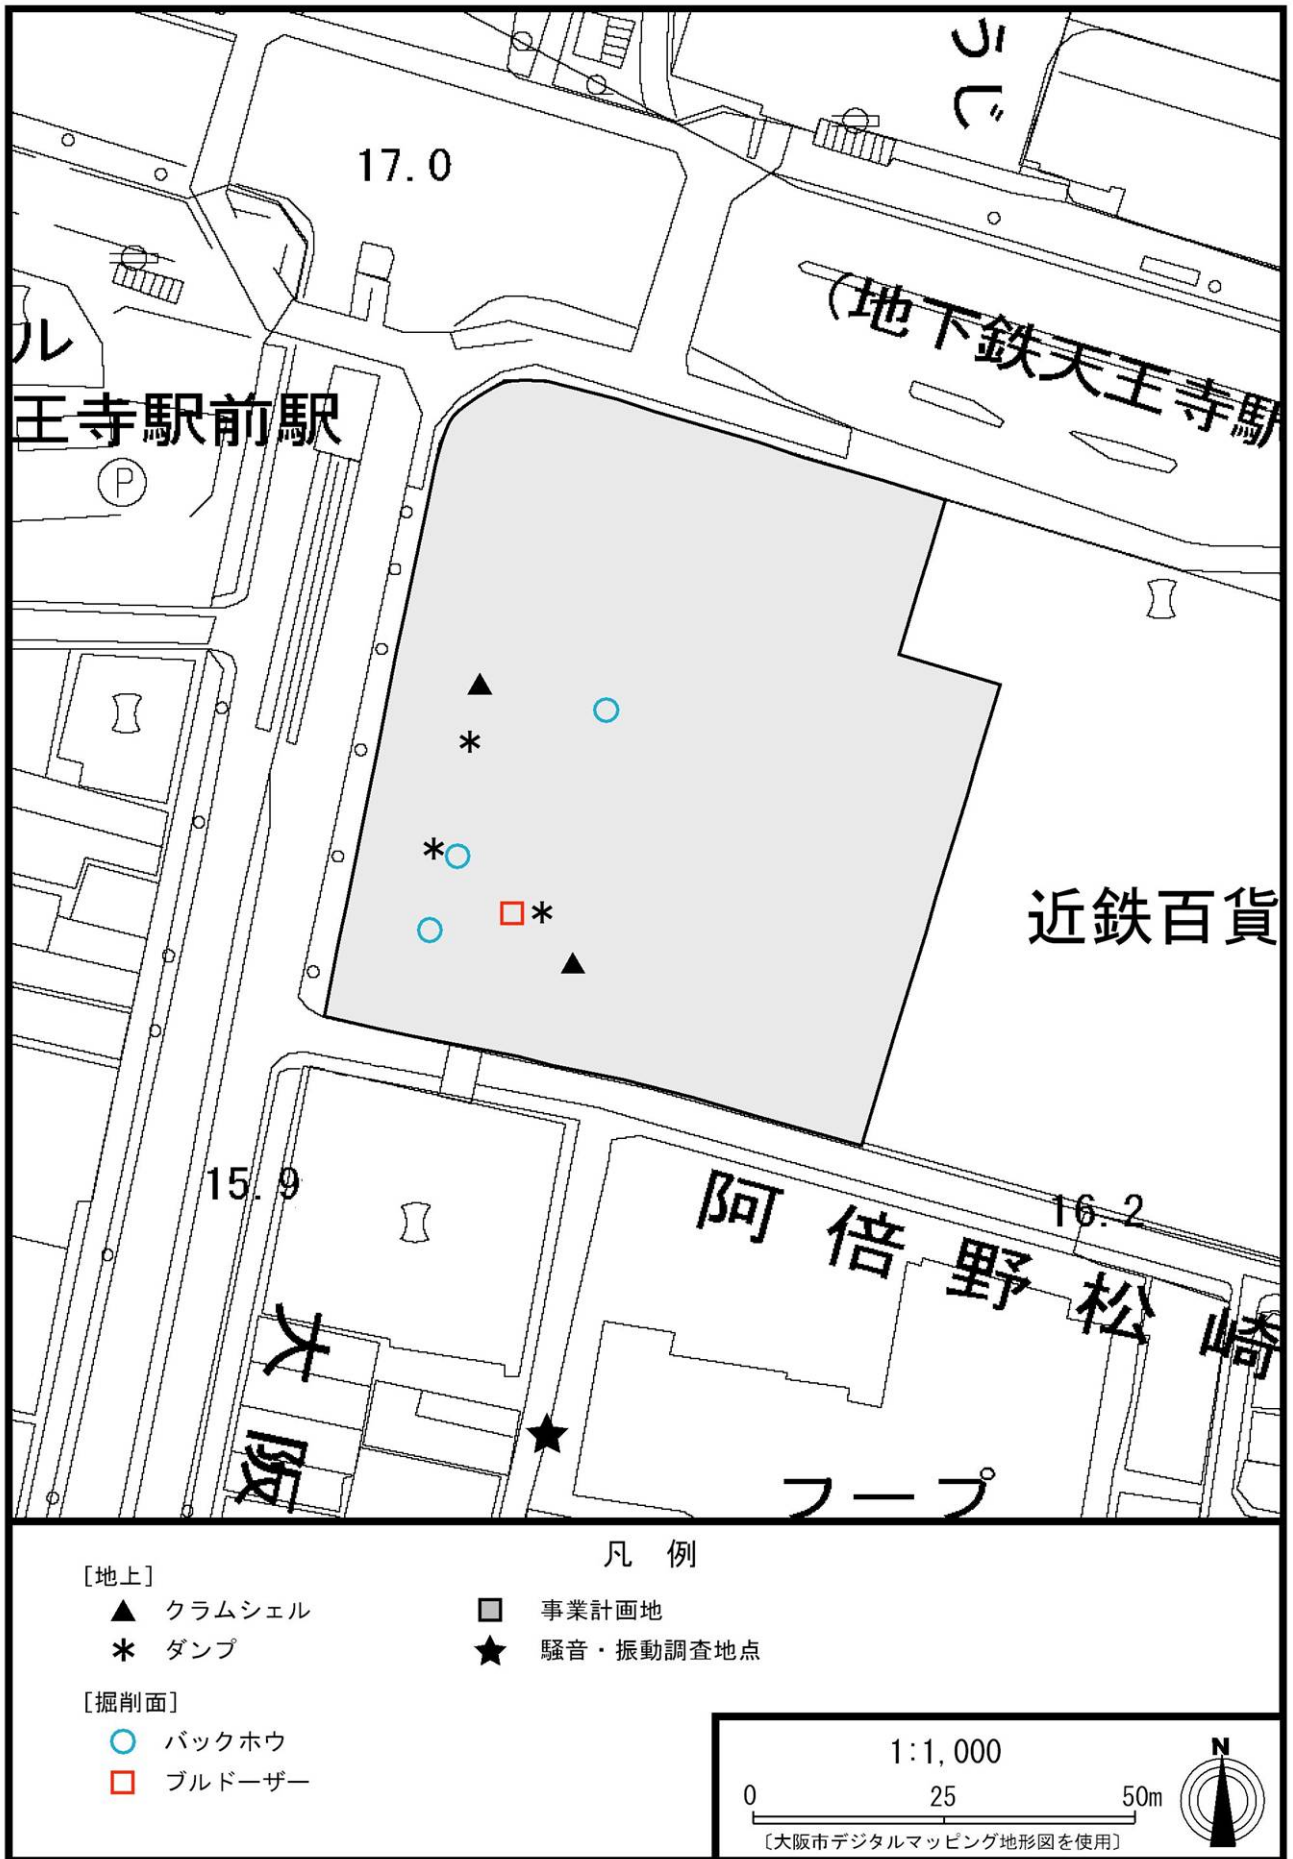 うじ
17.0
(地下鉄天王寺駅
ル
王寺駅前駅
P
近鉄百貨
15.9
16.2
阿倍野松崎
大阪
フープ
凡 例
[地上]
▲ クラムシェル
* ダンプ
事業計画地
★ 騒音・振動調査地点
[掘削面]
○ バックホウ
□ ブルドーザー
1:1,000
0 25 50m
〔大阪市デジタルマッピング地形図を使用〕
N